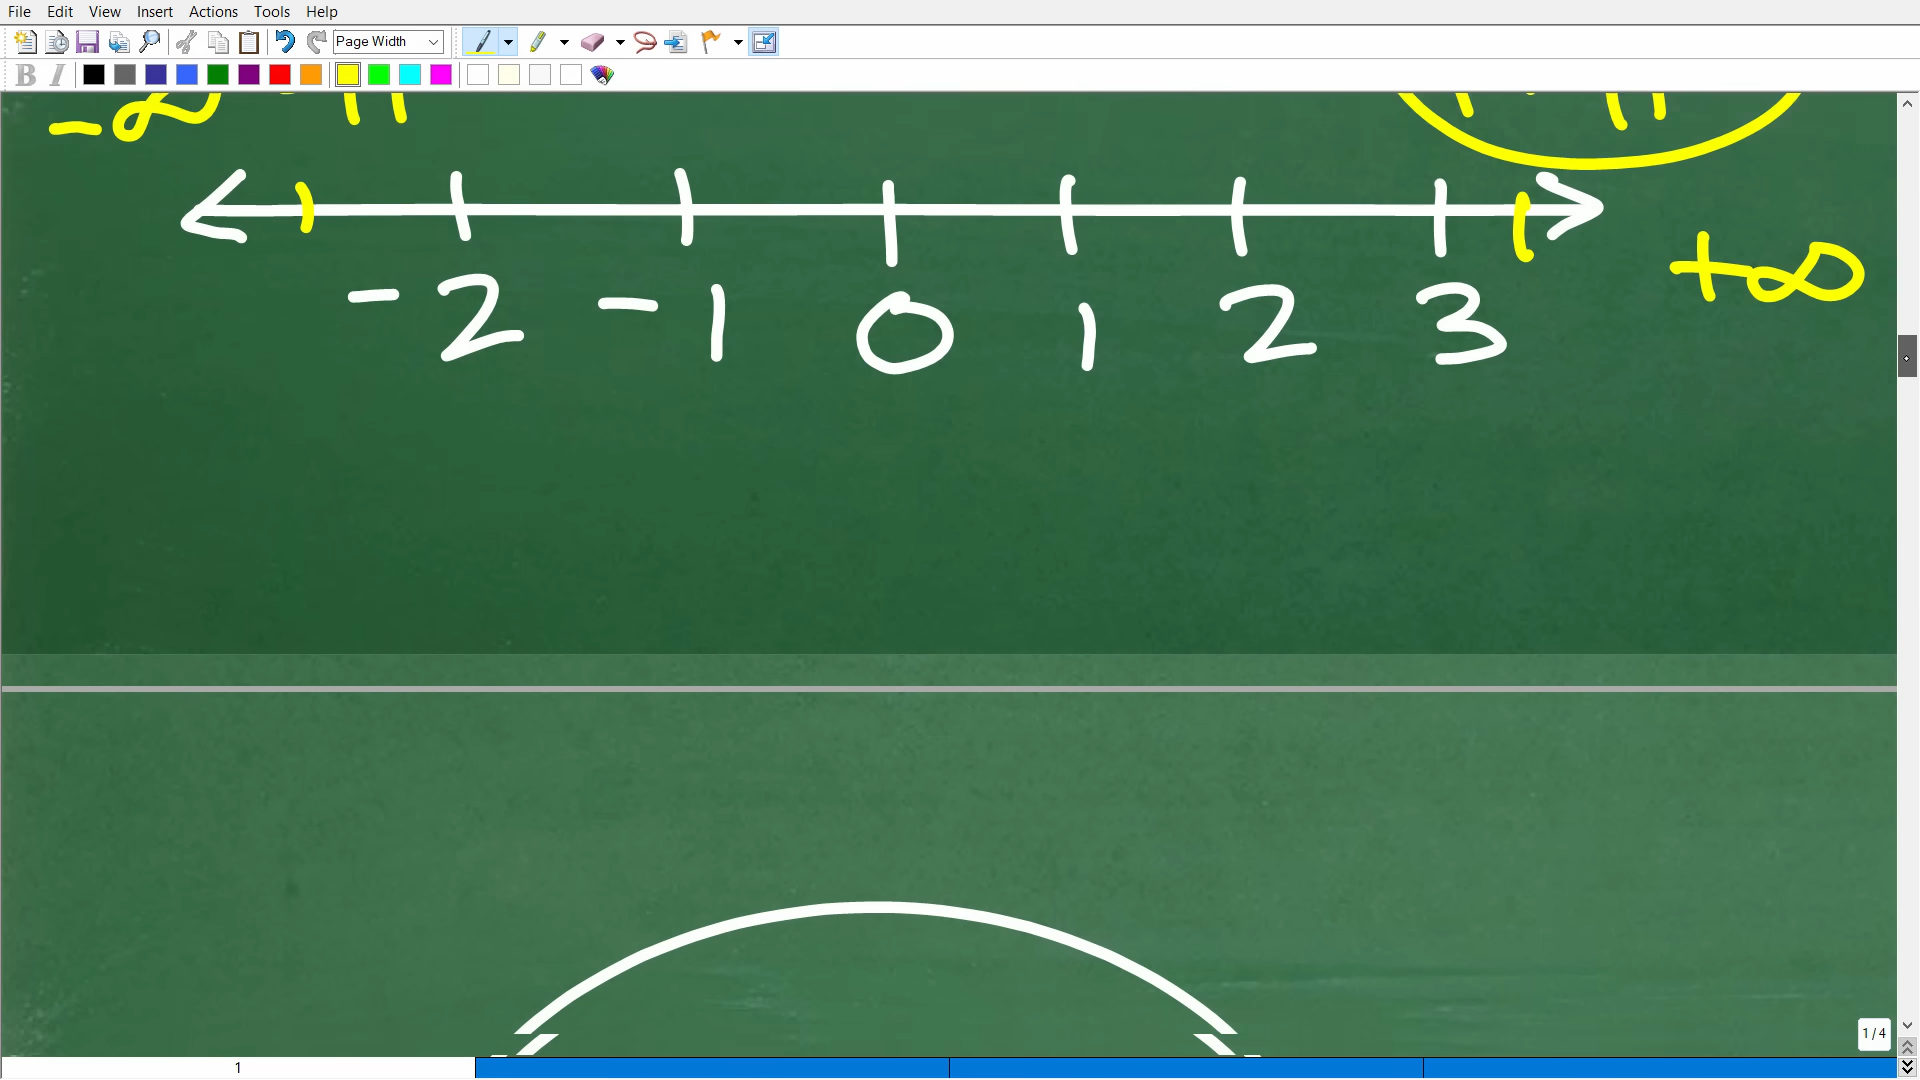 File Edit View Insert Actions Tools Help
Page Width
B I
-∞
+∞
-2 -1 0 1 2 3
1 / 4
1